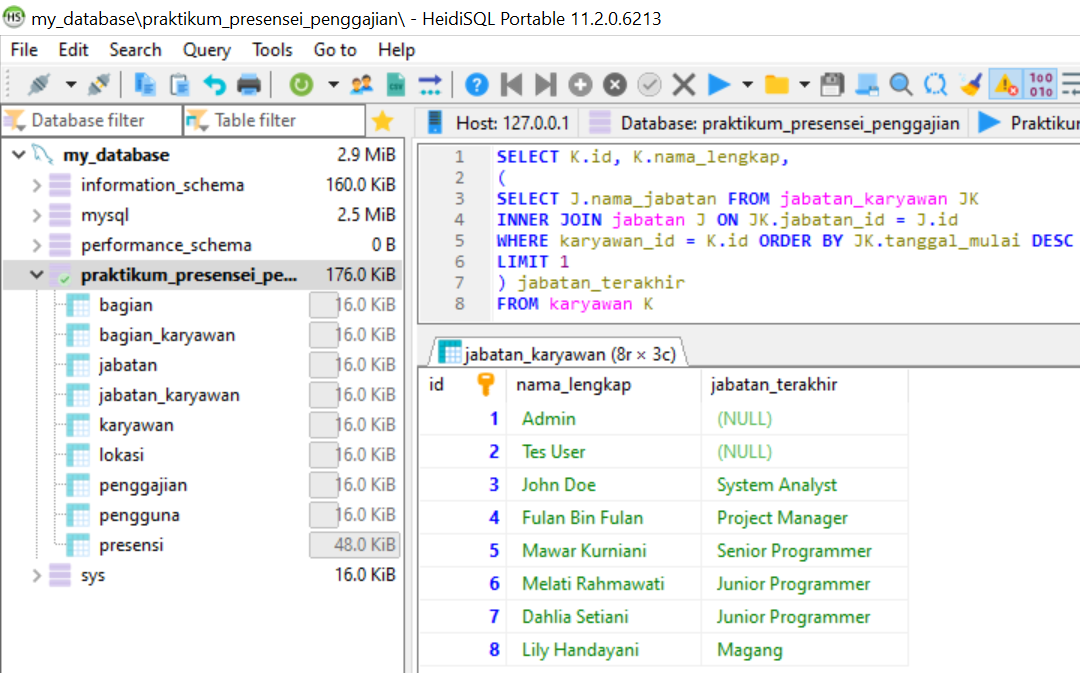 my_database\praktikum_presensei_penggajian\ - HeidiSQL Portable 11.2.0.6213
File Edit Search Query Tools Go to Help
Database filter Table filter
Host: 127.0.0.1 Database: praktikum_presensei_penggajian Praktikur
my_database 2.9 MiB
information_schema 160.0 KiB
mysql 2.5 MiB
performance_schema 0 B
praktikum_presensei_pe... 176.0 KiB
bagian 16.0 KiB
bagian_karyawan 16.0 KiB
jabatan 16.0 KiB
jabatan_karyawan 16.0 KiB
karyawan 16.0 KiB
lokasi 16.0 KiB
penggajian 16.0 KiB
pengguna 16.0 KiB
presensi 48.0 KiB
sys 16.0 KiB
1 SELECT K.id, K.nama_lengkap,
2 (
3 SELECT J.nama_jabatan FROM jabatan_karyawan JK
4 INNER JOIN jabatan J ON JK.jabatan_id = J.id
5 WHERE karyawan_id = K.id ORDER BY JK.tanggal_mulai DESC
6 LIMIT 1
7 ) jabatan_terakhir
8 FROM karyawan K
jabatan_karyawan (8r × 3c)
id nama_lengkap jabatan_terakhir
1 Admin (NULL)
2 Tes User (NULL)
3 John Doe System Analyst
4 Fulan Bin Fulan Project Manager
5 Mawar Kurniani Senior Programmer
6 Melati Rahmawati Junior Programmer
7 Dahlia Setiani Junior Programmer
8 Lily Handayani Magang